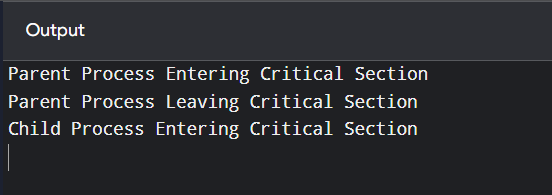 Output
Parent Process Entering Critical Section
Parent Process Leaving Critical Section
Child Process Entering Critical Section